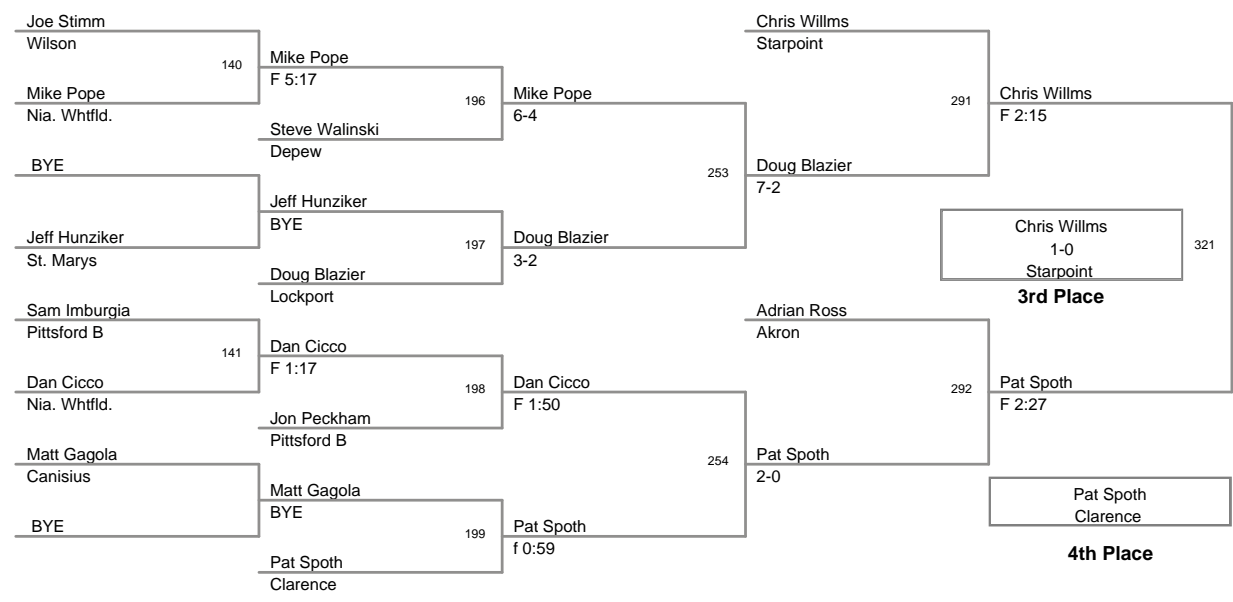 Joe Stimm
Wilson
140
Mike Pope
Nia. Whtfld.
BYE
Jeff Hunziker
St. Marys
Sam Imburgia
Pittsford B
141
Dan Cicco
Nia. Whtfld.
Matt Gagola
Canisius
BYE
Mike Pope
F 5:17
196
Steve Walinski
Depew
Jeff Hunziker
BYE
197
Doug Blazier
Lockport
Dan Cicco
F 1:17
198
Jon Peckham
Pittsford B
Matt Gagola
BYE
199
Pat Spoth
Clarence
Mike Pope
6-4
253
Doug Blazier
3-2
Dan Cicco
F 1:50
254
Pat Spoth
f 0:59
Chris Willms
Starpoint
291
Doug Blazier
7-2
Adrian Ross
Akron
292
Pat Spoth
2-0
Chris Willms
F 2:15
Chris Willms
1-0
Starpoint
321
3rd Place
Pat Spoth
F 2:27
Pat Spoth
Clarence
4th Place